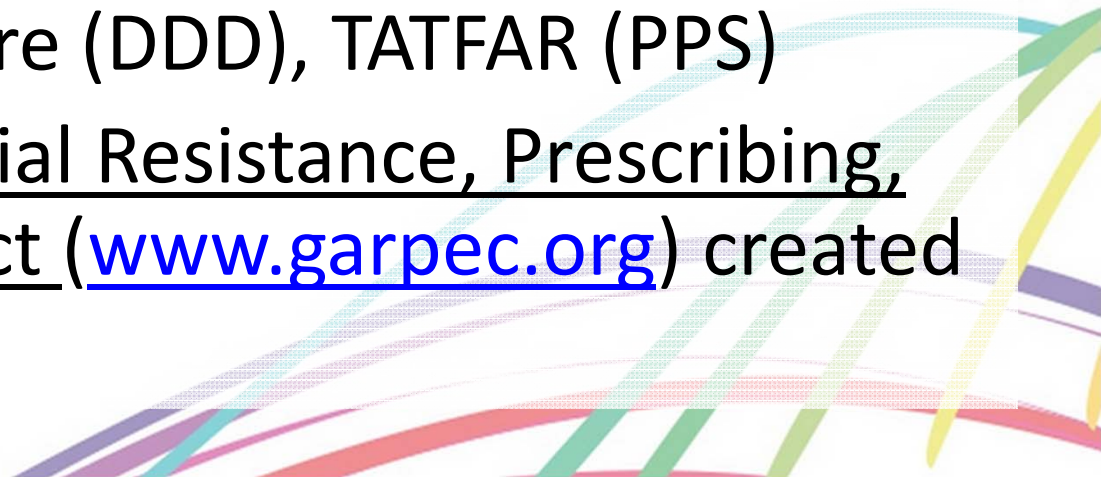 re (DDD), TATFAR (PPS)
ial Resistance, Prescribing,
ct (www.garpec.org) created